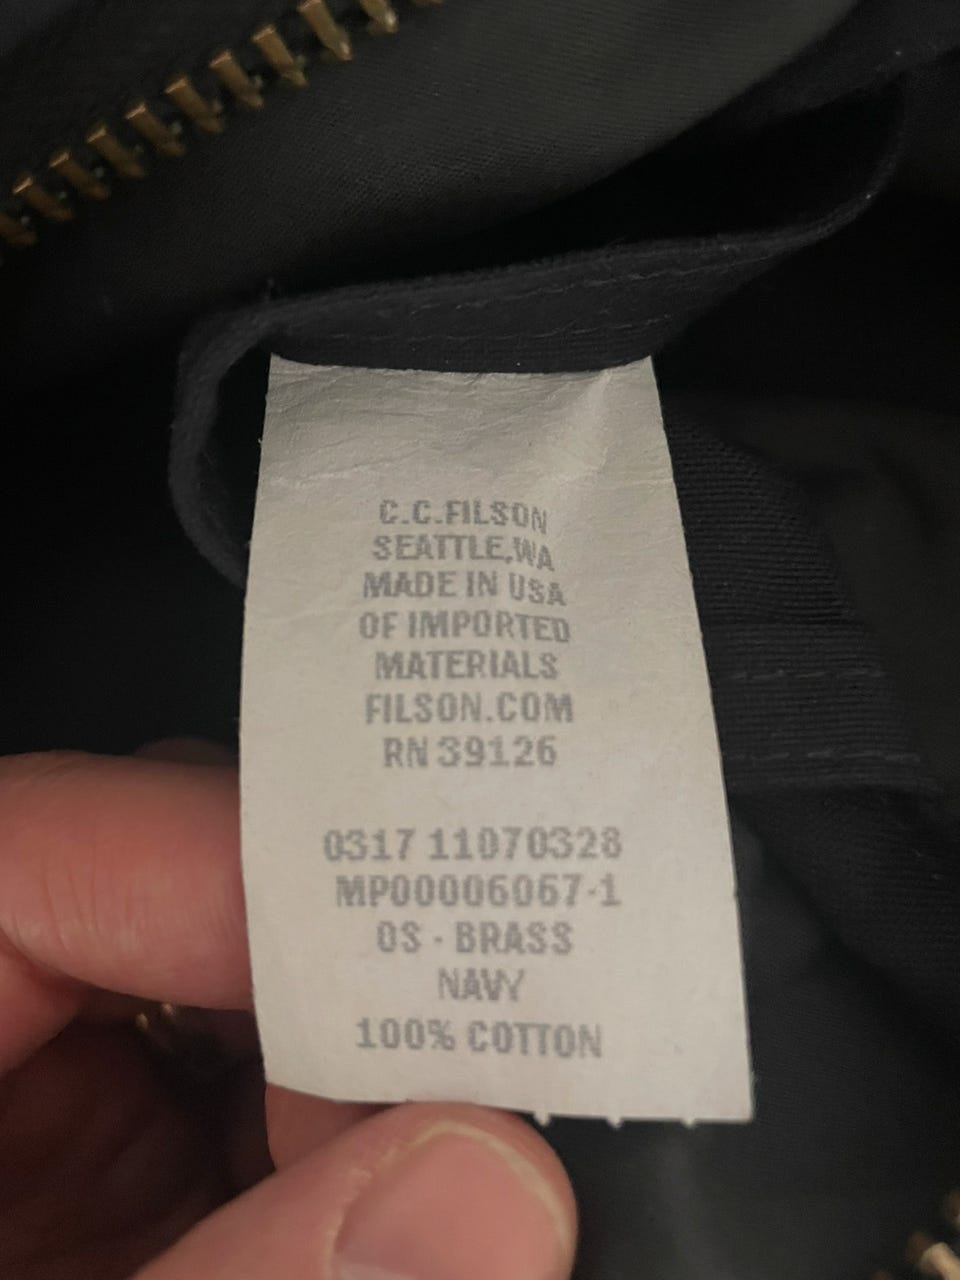 C.C.FILSON
SEATTLE,WA
MADE IN USA
OF IMPORTED
MATERIALS
FILSON.COM
RN 39126
0317 11070328
MP00006067-1
OS - BRASS
NAVY
100% COTTON